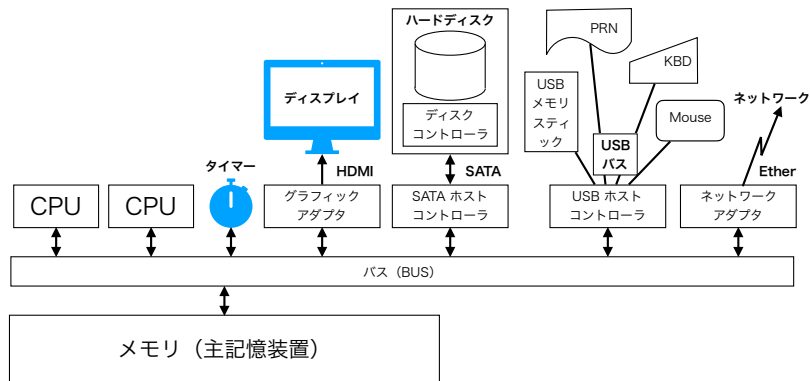 ハードディスク
PRN
KBD
ディスプレイ
USB
メモリ
スティ
ック
ディスク
コントローラ
ネットワーク
Mouse
USB
バス
タイマー
HDMI
SATA
Ether
CPU
CPU
グラフィック
アダプタ
SATA ホスト
コントローラ
USB ホスト
コントローラ
ネットワーク
アダプタ
バス（BUS）
メモリ（主記憶装置）